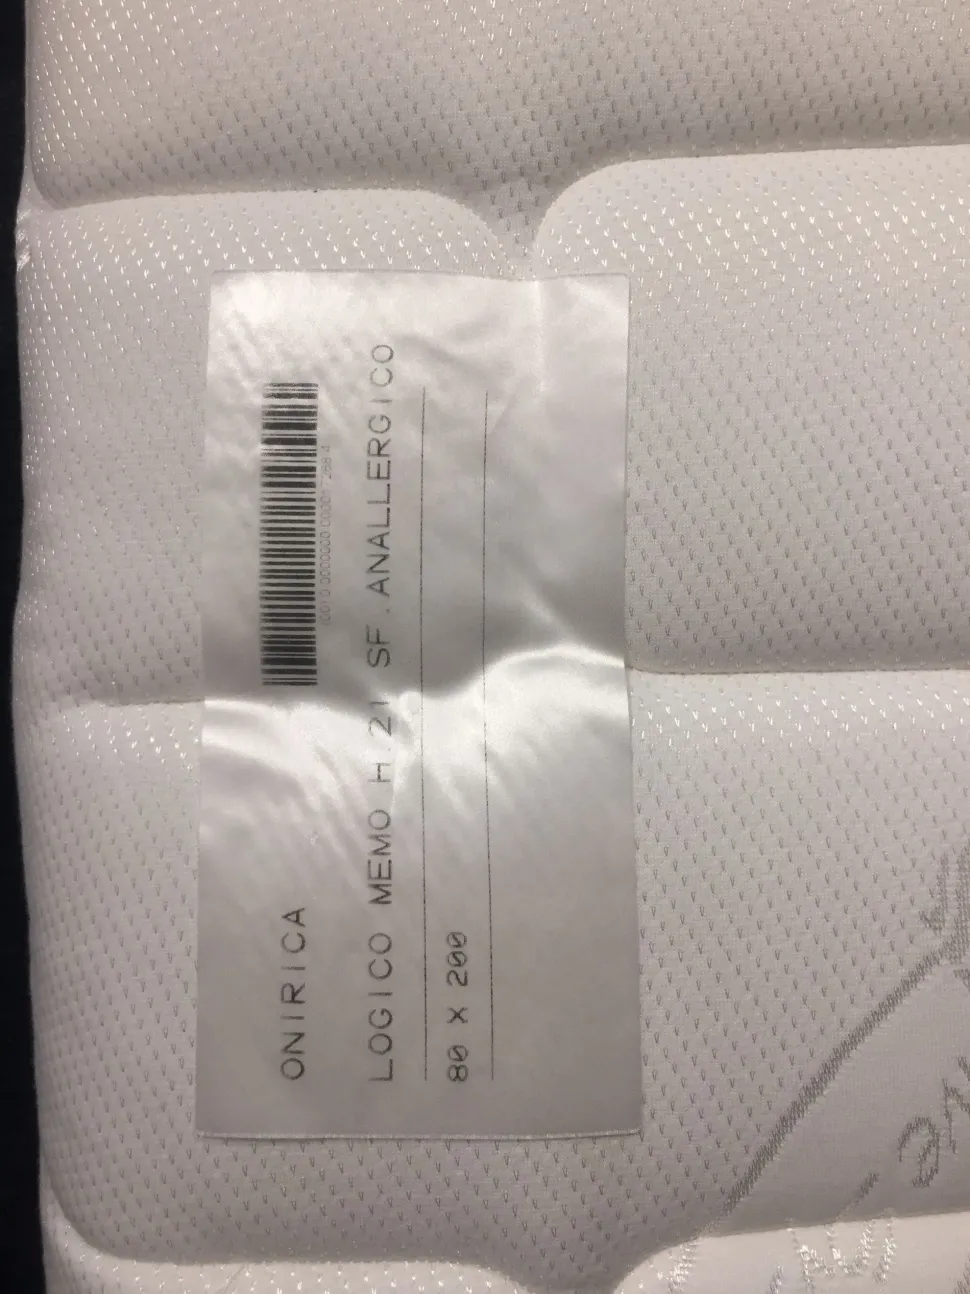 ONIRICA
LOGICO MEMO H.21 SF.ANALLERGICO
80 X 200